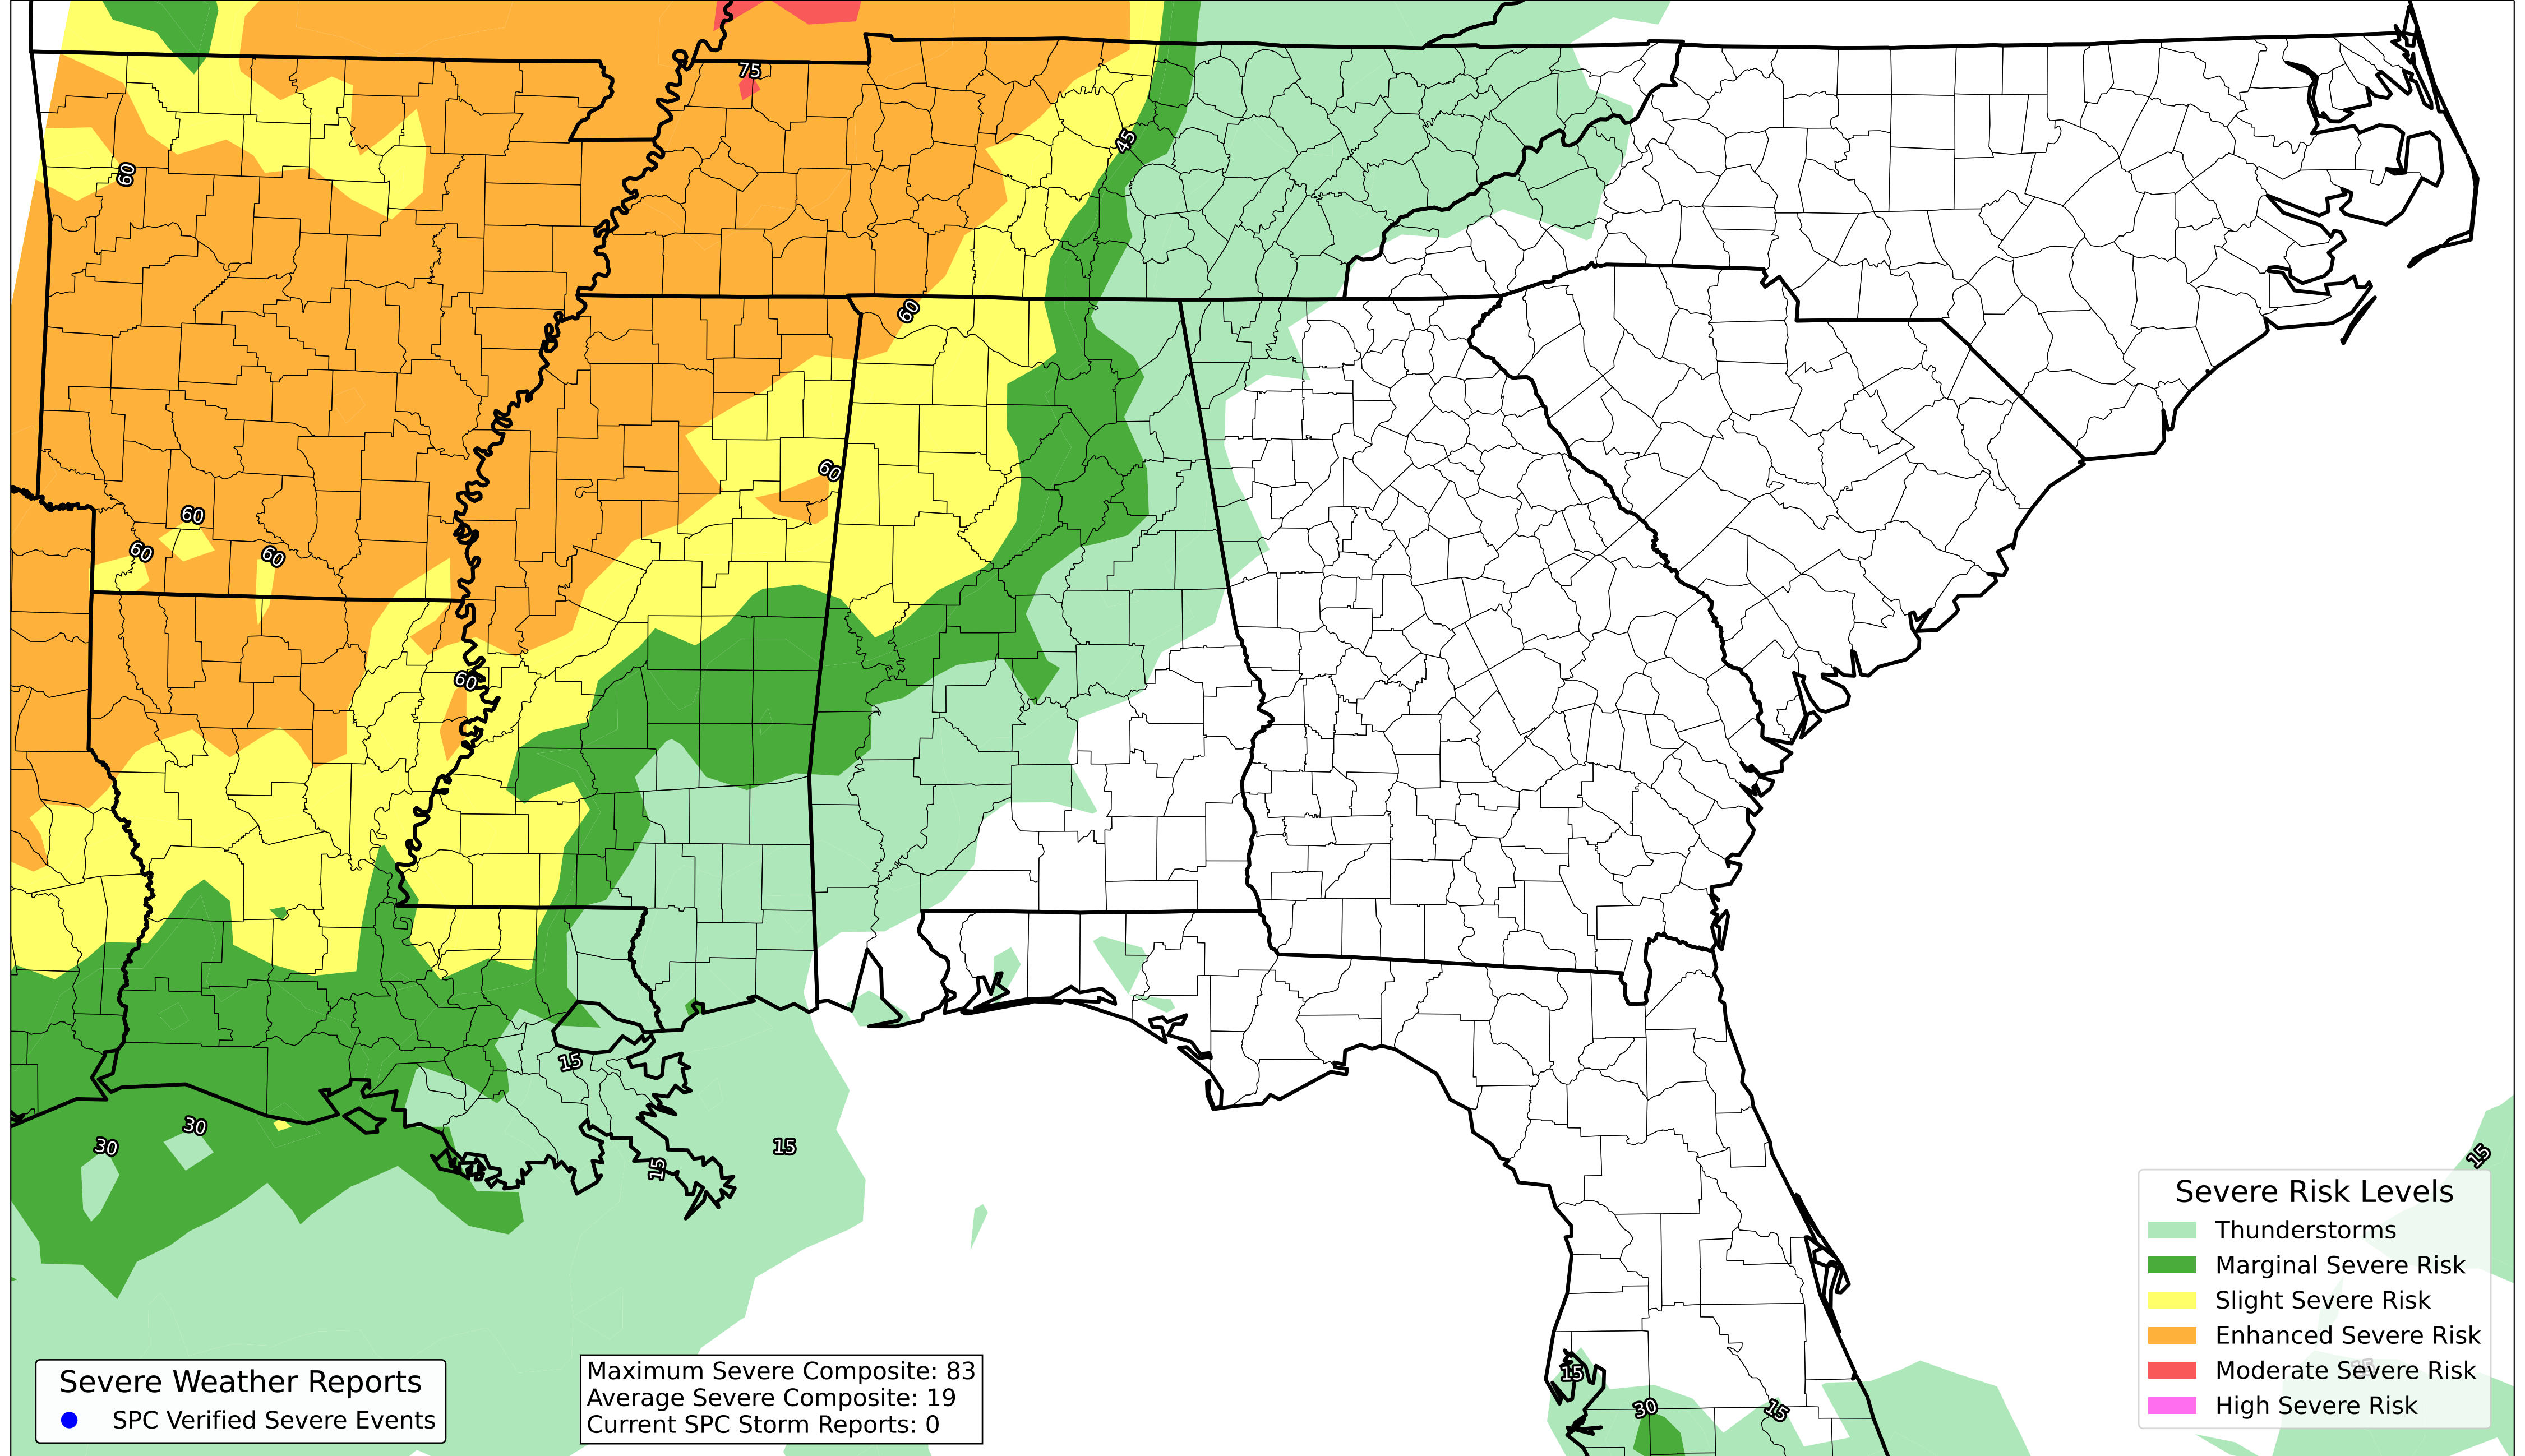 75
45
60
60
60
60
60
60
60
15
30
30
15
15
15
15
30
15
Severe Risk Levels
Thunderstorms
Marginal Severe Risk
Slight Severe Risk
Enhanced Severe Risk
Moderate Severe Risk
High Severe Risk
Severe Weather Reports
SPC Verified Severe Events
Maximum Severe Composite: 83
Average Severe Composite: 19
Current SPC Storm Reports: 0